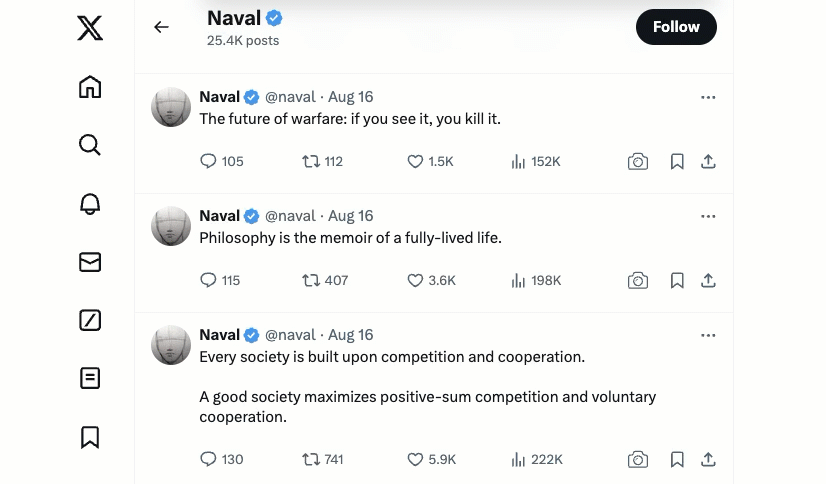 Naval
25.4K posts
Follow
Naval @naval · Aug 16
The future of warfare: if you see it, you kill it.
105 112 1.5K 152K
Naval @naval · Aug 16
Philosophy is the memoir of a fully-lived life.
115 407 3.6K 198K
Naval @naval · Aug 16
Every society is built upon competition and cooperation.
A good society maximizes positive-sum competition and voluntary
cooperation.
130 741 5.9K 222K